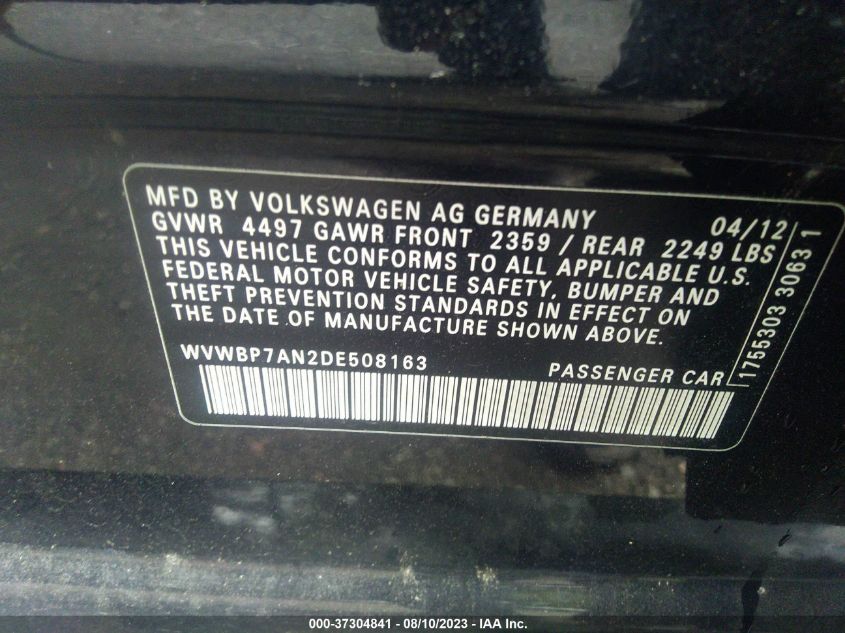 MFD BY VOLKSWAGEN AG GERMANY 04/12
GVWR 4497 GAWR FRONT 2359 / REAR 2249 LBS
THIS VEHICLE CONFORMS TO ALL APPLICABLE U.S.
FEDERAL MOTOR VEHICLE SAFETY, BUMPER AND
THEFT PREVENTION STANDARDS IN EFFECT ON
THE DATE OF MANUFACTURE SHOWN ABOVE.
WVWBP7AN2DE508163 PASSENGER CAR
1755303 3063 1
000-37304841 - 08/10/2023 - IAA Inc.